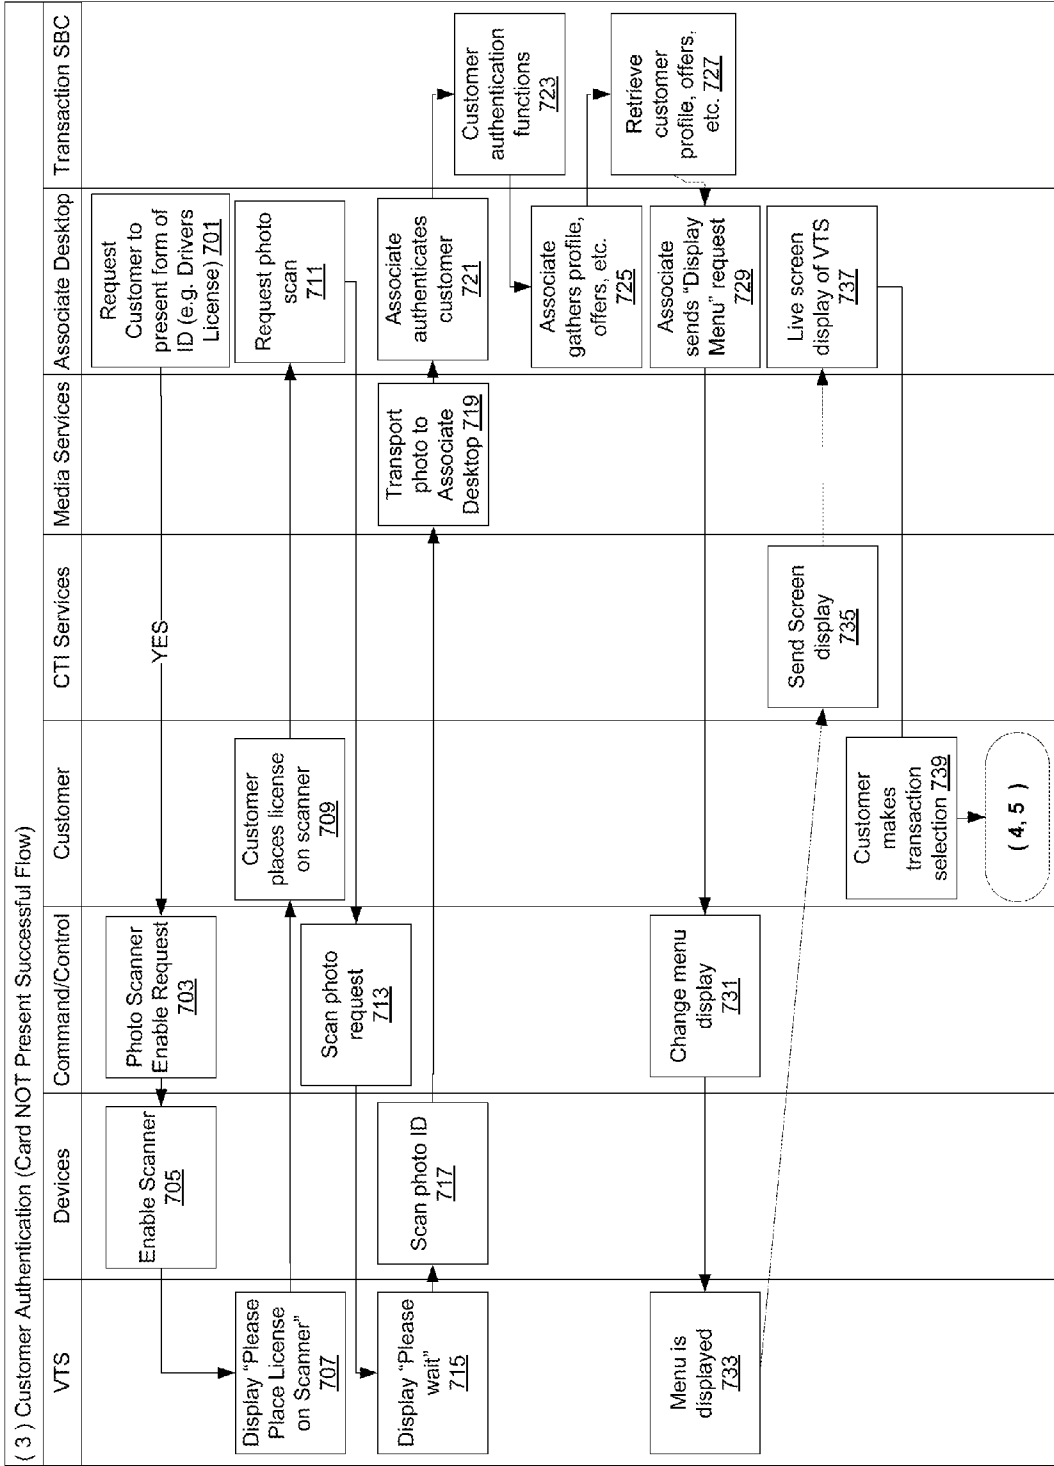 ( 3 ) Customer Authentication (Card NOT Present Successful Flow)
VTS
Devices
Command/Control
Customer
CTI Services
Media Services
Associate Desktop
Transaction SBC
Request
Customer to
present form of
ID (e.g. Drivers
License) 701
YES
Photo Scanner
Enable Request
703
Enable Scanner
705
Display “Please
Place License
on Scanner”
707
Customer
places license
on scanner
709
Request photo
scan
711
Scan photo
request
713
Display “Please
wait”
715
Scan photo ID
717
Transport
photo to
Associate
Desktop 719
Associate
authenticates
customer
721
Customer
authentication
functions
723
Associate
gathers profile,
offers, etc.
725
Retrieve
customer
profile, offers,
etc. 727
Associate
sends “Display
Menu” request
729
Change menu
display
731
Menu is
displayed
733
Send Screen
display
735
Live screen
display of VTS
737
Customer
makes
transaction
selection 739
( 4, 5 )